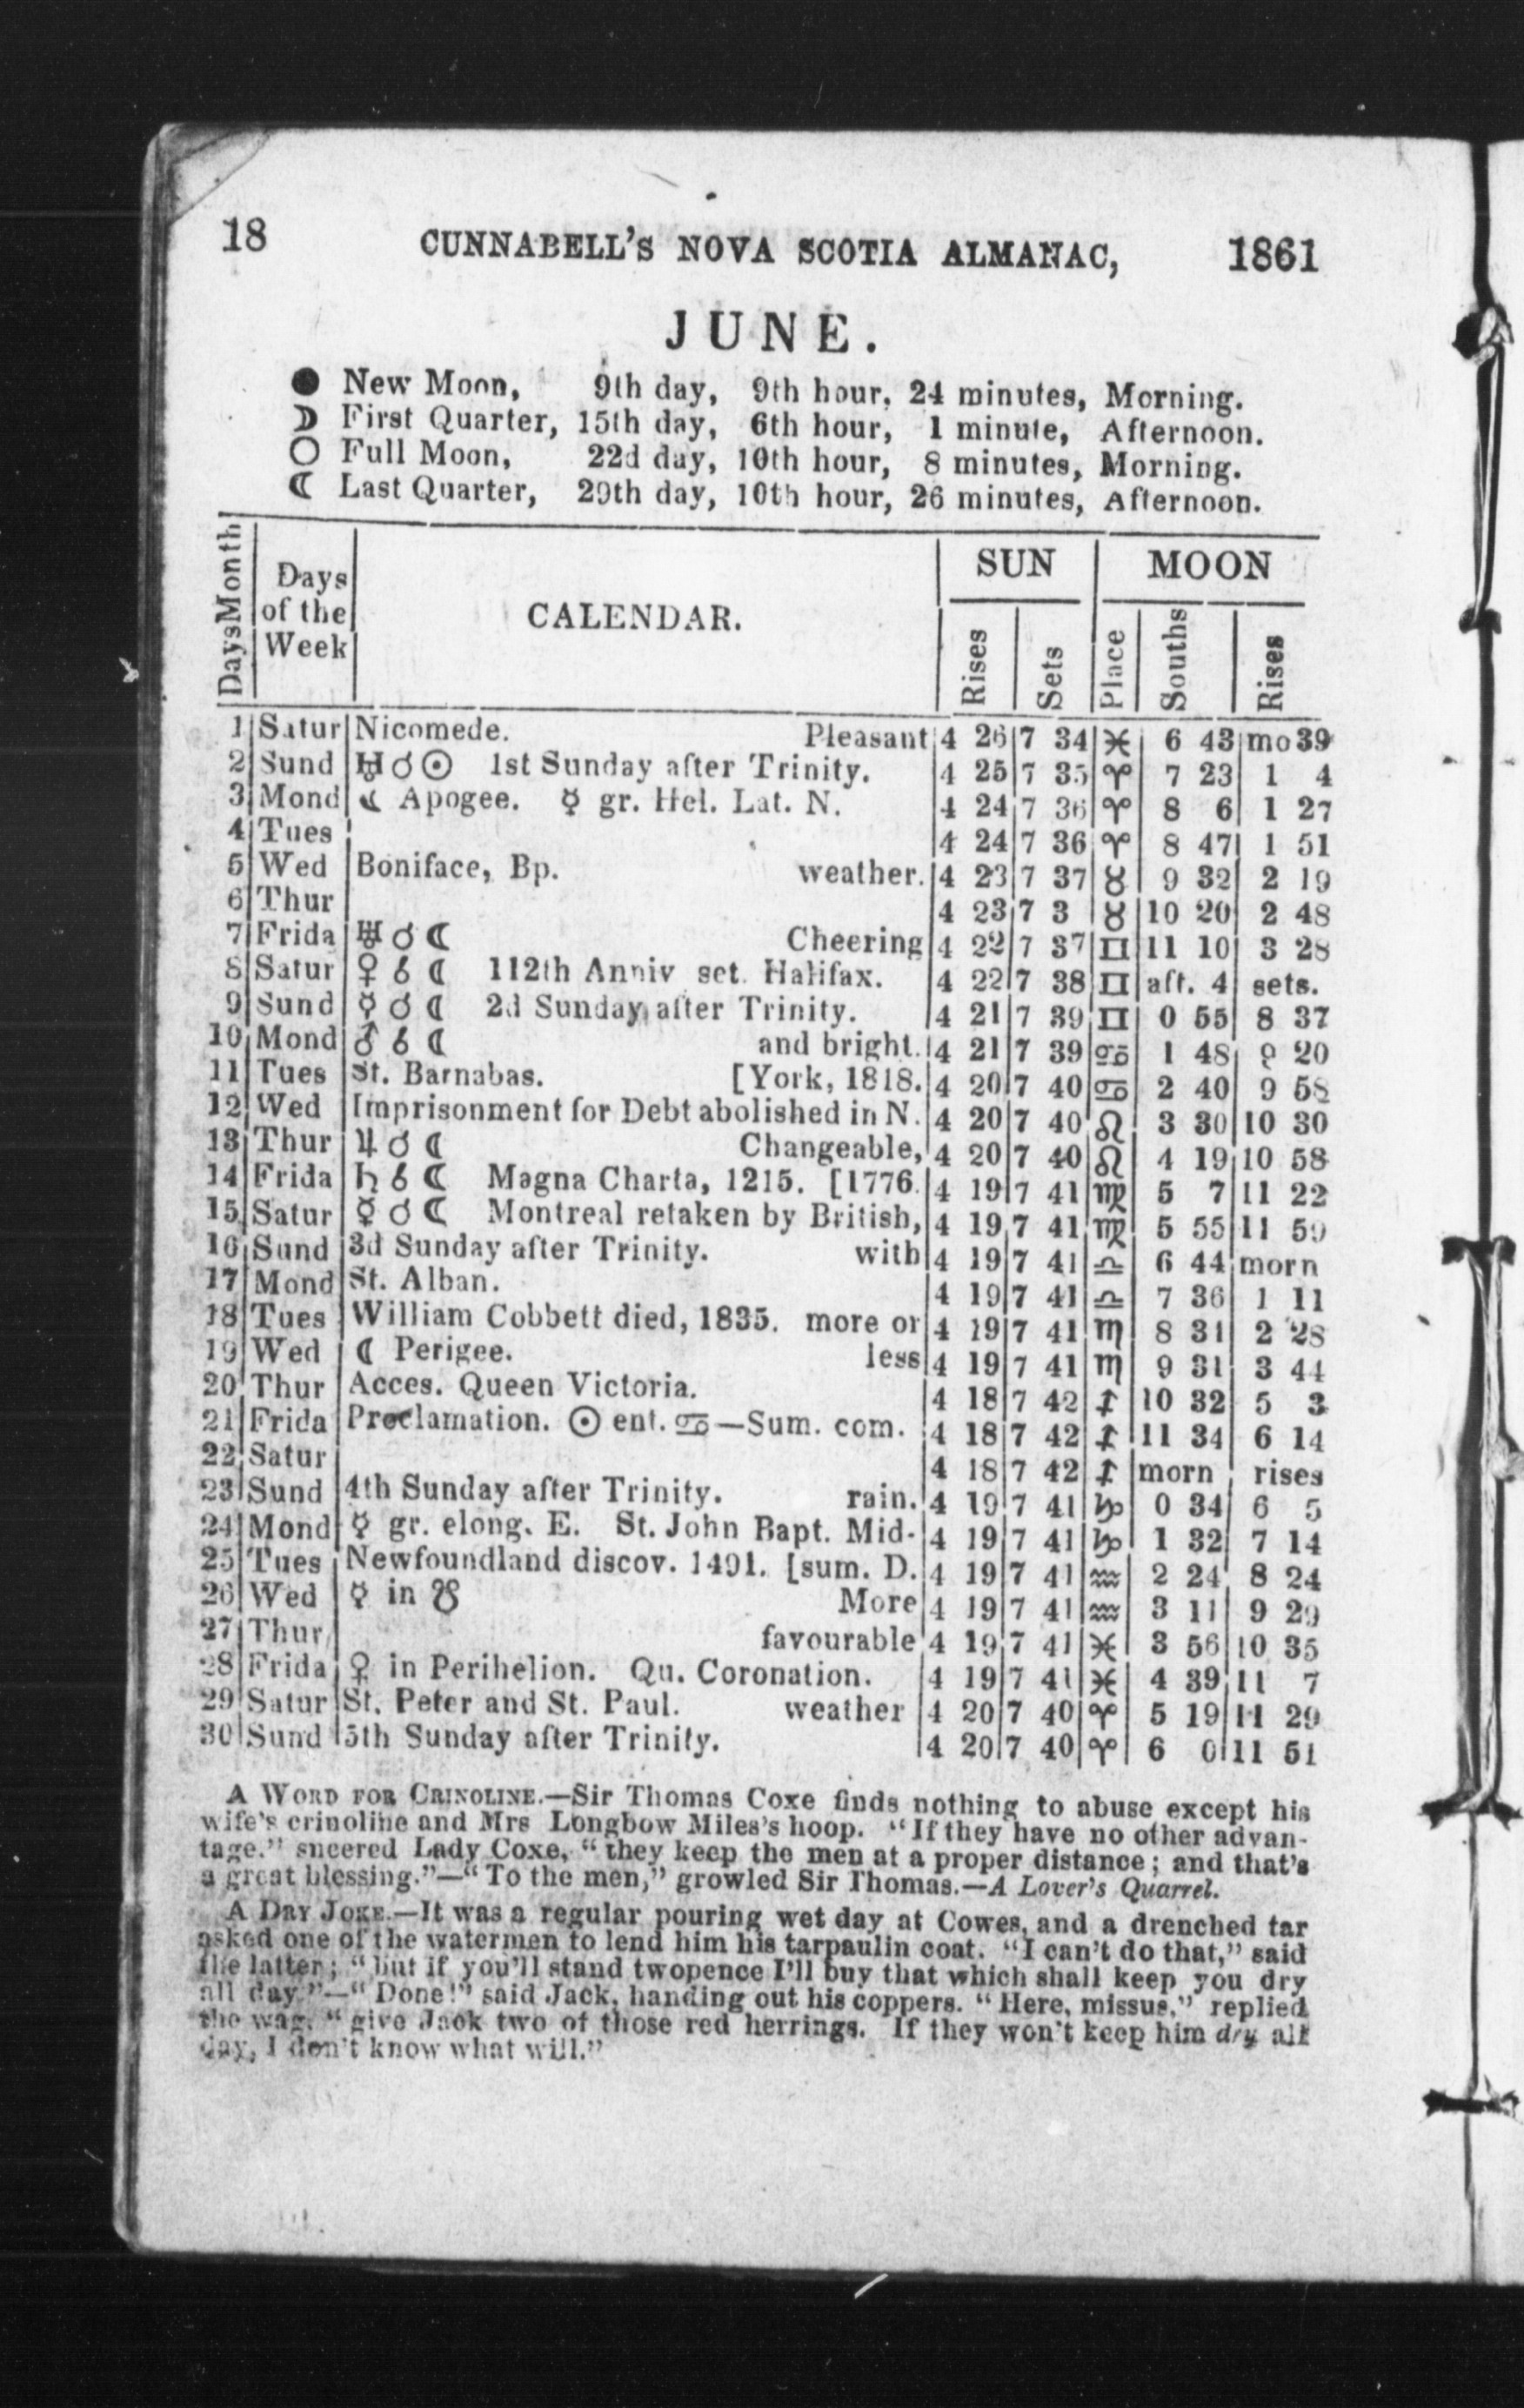 18 CUNNABELL'S NOVA SCOTIA ALMANAC, 1861
JUNE.
● New Moon, 9th day, 9th hour, 24 minutes, Morning.
☽ First Quarter, 15th day, 6th hour, 1 minute, Afternoon.
○ Full Moon, 22d day, 10th hour, 8 minutes, Morning.
☾ Last Quarter, 29th day, 10th hour, 26 minutes, Afternoon.
DaysMonth Days of the Week CALENDAR. SUN MOON
Rises Sets Place Souths Rises
1 Satur Nicomede. Pleasant 4 26 7 34 ♓ 6 43 mo 39
2 Sund ♅ ☌ ☉ 1st Sunday after Trinity. 4 25 7 35 ♈ 7 23 1 4
3 Mond ☾ Apogee. ☿ gr. Hel. Lat. N. 4 24 7 36 ♈ 8 6 1 27
4 Tues 4 24 7 36 ♈ 8 47 1 51
5 Wed Boniface, Bp. weather. 4 23 7 37 ♉ 9 32 2 19
6 Thur 4 23 7 3 ♉ 10 20 2 48
7 Frida ♅ ☌ ☾ Cheering 4 22 7 37 ♊ 11 10 3 28
8 Satur ♀ ☌ ☾ 112th Anniv set. Halifax. 4 22 7 38 ♊ aft. 4 sets.
9 Sund ☿ ☌ ☾ 2d Sunday after Trinity. 4 21 7 39 ♊ 0 55 8 37
10 Mond ♂ ☌ ☾ and bright. 4 21 7 39 ♋ 1 48 9 20
11 Tues St. Barnabas. [York, 1818. 4 20 7 40 ♋ 2 40 9 58
12 Wed Imprisonment for Debt abolished in N. 4 20 7 40 ♌ 3 30 10 30
13 Thur ♃ ☌ ☾ Changeable, 4 20 7 40 ♌ 4 19 10 58
14 Frida ♄ ☌ ☾ Magna Charta, 1215. [1776. 4 19 7 41 ♍ 5 7 11 22
15 Satur ☿ ☌ ☾ Montreal retaken by British, 4 19 7 41 ♍ 5 55 11 59
16 Sund 3d Sunday after Trinity. with 4 19 7 41 ♎ 6 44 morn
17 Mond St. Alban. 4 19 7 41 ♎ 7 36 1 11
18 Tues William Cobbett died, 1835. more or 4 19 7 41 ♏ 8 31 2 28
19 Wed ☾ Perigee. less 4 19 7 41 ♏ 9 31 3 44
20 Thur Acces. Queen Victoria. 4 18 7 42 ♐ 10 32 5 3
21 Frida Proclamation. ☉ ent. ♋—Sum. com. 4 18 7 42 ♐ 11 34 6 14
22 Satur 4 18 7 42 ♐ morn rises
23 Sund 4th Sunday after Trinity. rain. 4 19 7 41 ♑ 0 34 6 5
24 Mond ☿ gr. elong. E. St. John Bapt. Mid- 4 19 7 41 ♑ 1 32 7 14
25 Tues Newfoundland discov. 1491. [sum. D. 4 19 7 41 ♒ 2 24 8 24
26 Wed ☿ in ☋ More 4 19 7 41 ♒ 3 11 9 29
27 Thur favourable 4 19 7 41 ♓ 3 56 10 35
28 Frida ♀ in Perihelion. Qu. Coronation. 4 19 7 41 ♓ 4 39 11 7
29 Satur St. Peter and St. Paul. weather 4 20 7 40 ♈ 5 19 11 29
30 Sund 5th Sunday after Trinity. 4 20 7 40 ♈ 6 0 11 51
A WORD FOR CRINOLINE.—Sir Thomas Coxe finds nothing to abuse except his
wife's crinoline and Mrs Longbow Miles's hoop. "If they have no other advan-
tage." sneered Lady Coxe, "they keep the men at a proper distance; and that's
a great blessing."—"To the men," growled Sir Thomas.—A Lover's Quarrel.
A DRY JOKE.—It was a regular pouring wet day at Cowes, and a drenched tar
asked one of the watermen to lend him his tarpaulin coat. "I can't do that," said
the latter; "but if you'll stand twopence I'll buy that which shall keep you dry
all day."—"Done!" said Jack, handing out his coppers. "Here, missus," replied
the wag, "give Jack two of those red herrings. If they won't keep him dry all
day, I don't know what will."